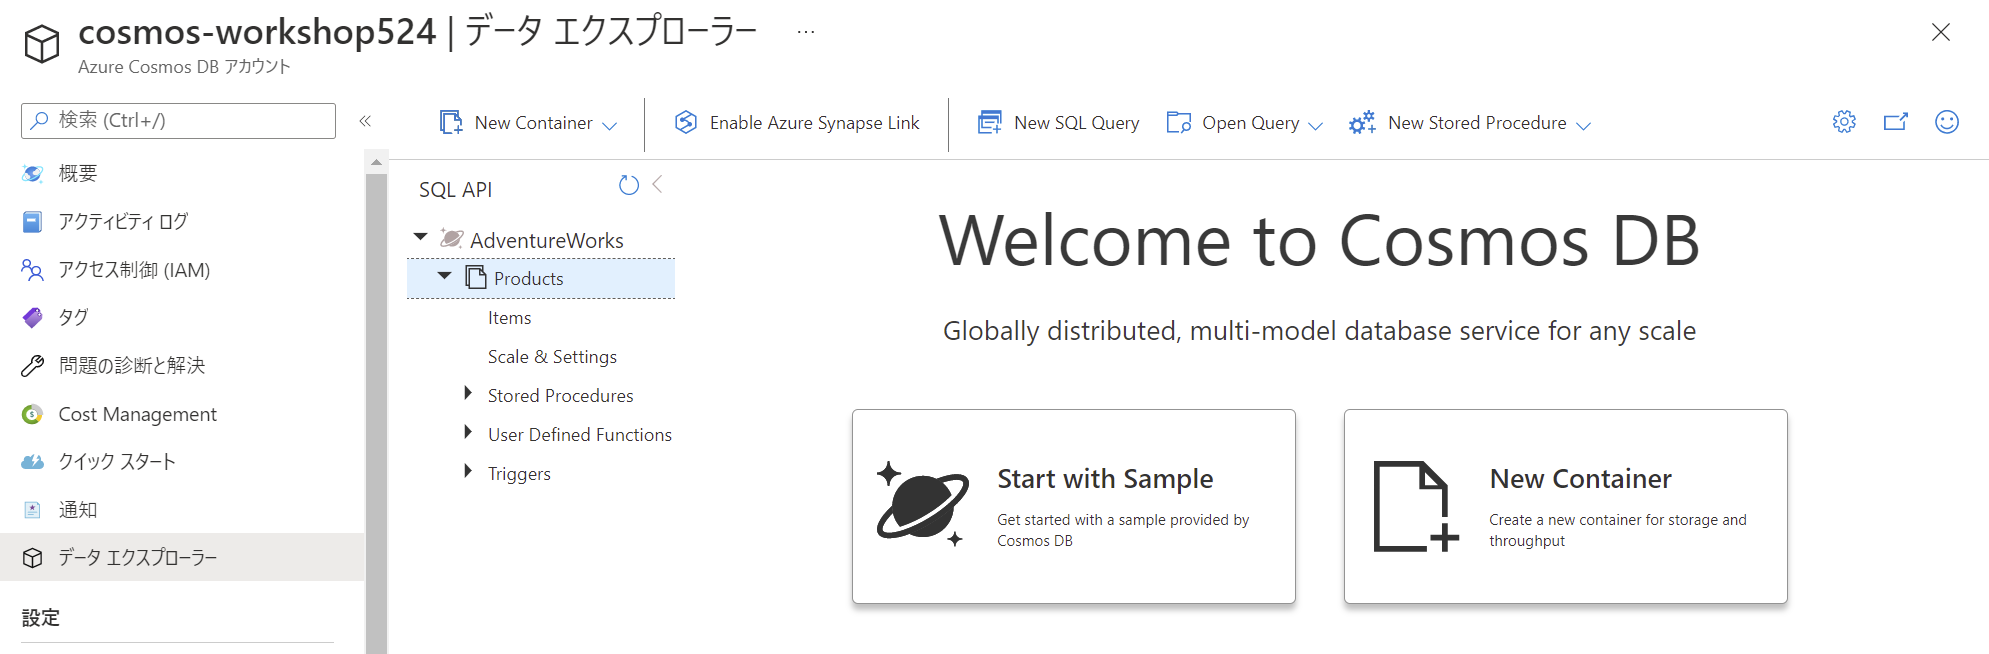 cosmos-workshop524 | データ エクスプローラー ...
Azure Cosmos DB アカウント
検索 (Ctrl+/)
概要
アクティビティ ログ
アクセス制御 (IAM)
タグ
問題の診断と解決
Cost Management
クイック スタート
通知
データ エクスプローラー
設定
New Container
Enable Azure Synapse Link
New SQL Query
Open Query
New Stored Procedure
SQL API
AdventureWorks
Products
Items
Scale & Settings
Stored Procedures
User Defined Functions
Triggers
Welcome to Cosmos DB
Globally distributed, multi-model database service for any scale
Start with Sample
Get started with a sample provided by
Cosmos DB
New Container
Create a new container for storage and
throughput